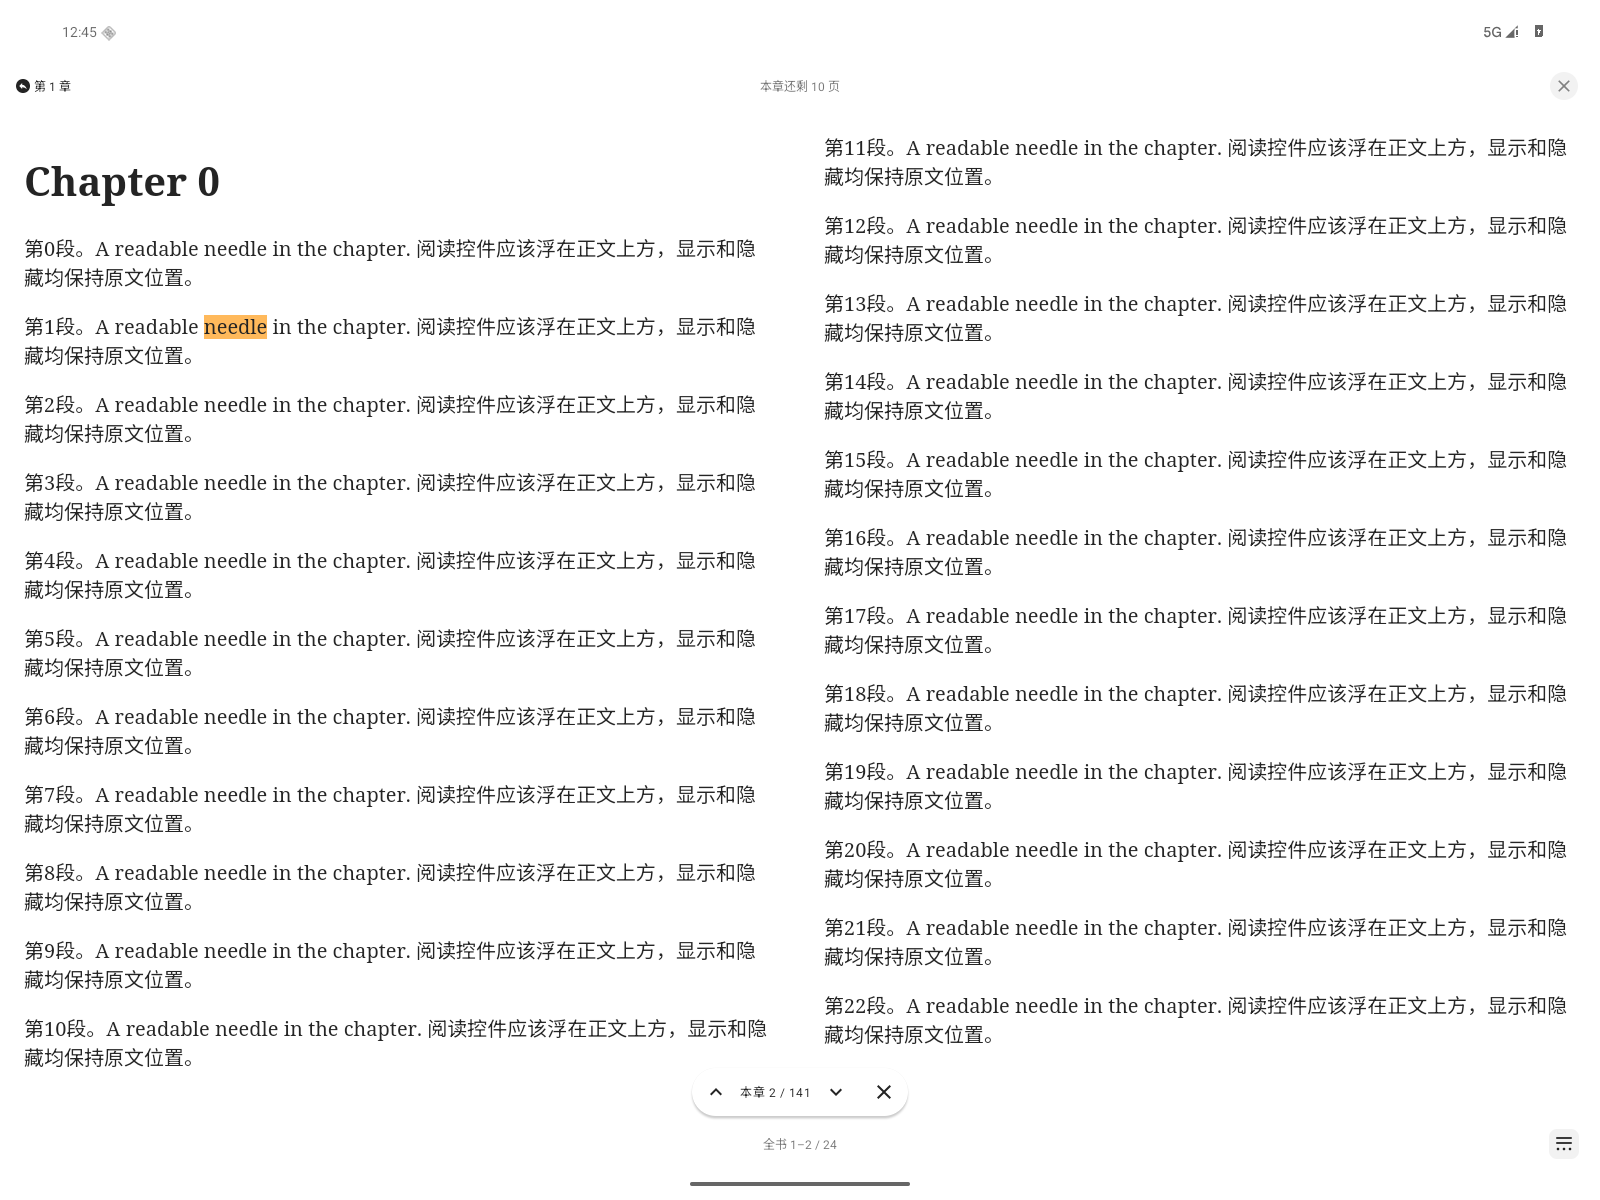 12:45
5G
第 1 章
本章还剩 10 页
Chapter 0
第0段。A readable needle in the chapter. 阅读控件应该浮在正文上方，显示和隐
藏均保持原文位置。
第1段。A readable needle in the chapter. 阅读控件应该浮在正文上方，显示和隐
藏均保持原文位置。
第2段。A readable needle in the chapter. 阅读控件应该浮在正文上方，显示和隐
藏均保持原文位置。
第3段。A readable needle in the chapter. 阅读控件应该浮在正文上方，显示和隐
藏均保持原文位置。
第4段。A readable needle in the chapter. 阅读控件应该浮在正文上方，显示和隐
藏均保持原文位置。
第5段。A readable needle in the chapter. 阅读控件应该浮在正文上方，显示和隐
藏均保持原文位置。
第6段。A readable needle in the chapter. 阅读控件应该浮在正文上方，显示和隐
藏均保持原文位置。
第7段。A readable needle in the chapter. 阅读控件应该浮在正文上方，显示和隐
藏均保持原文位置。
第8段。A readable needle in the chapter. 阅读控件应该浮在正文上方，显示和隐
藏均保持原文位置。
第9段。A readable needle in the chapter. 阅读控件应该浮在正文上方，显示和隐
藏均保持原文位置。
第10段。A readable needle in the chapter. 阅读控件应该浮在正文上方，显示和隐
藏均保持原文位置。
第11段。A readable needle in the chapter. 阅读控件应该浮在正文上方，显示和隐
藏均保持原文位置。
第12段。A readable needle in the chapter. 阅读控件应该浮在正文上方，显示和隐
藏均保持原文位置。
第13段。A readable needle in the chapter. 阅读控件应该浮在正文上方，显示和隐
藏均保持原文位置。
第14段。A readable needle in the chapter. 阅读控件应该浮在正文上方，显示和隐
藏均保持原文位置。
第15段。A readable needle in the chapter. 阅读控件应该浮在正文上方，显示和隐
藏均保持原文位置。
第16段。A readable needle in the chapter. 阅读控件应该浮在正文上方，显示和隐
藏均保持原文位置。
第17段。A readable needle in the chapter. 阅读控件应该浮在正文上方，显示和隐
藏均保持原文位置。
第18段。A readable needle in the chapter. 阅读控件应该浮在正文上方，显示和隐
藏均保持原文位置。
第19段。A readable needle in the chapter. 阅读控件应该浮在正文上方，显示和隐
藏均保持原文位置。
第20段。A readable needle in the chapter. 阅读控件应该浮在正文上方，显示和隐
藏均保持原文位置。
第21段。A readable needle in the chapter. 阅读控件应该浮在正文上方，显示和隐
藏均保持原文位置。
第22段。A readable needle in the chapter. 阅读控件应该浮在正文上方，显示和隐
藏均保持原文位置。
本章 2 / 141
全书 1–2 / 24